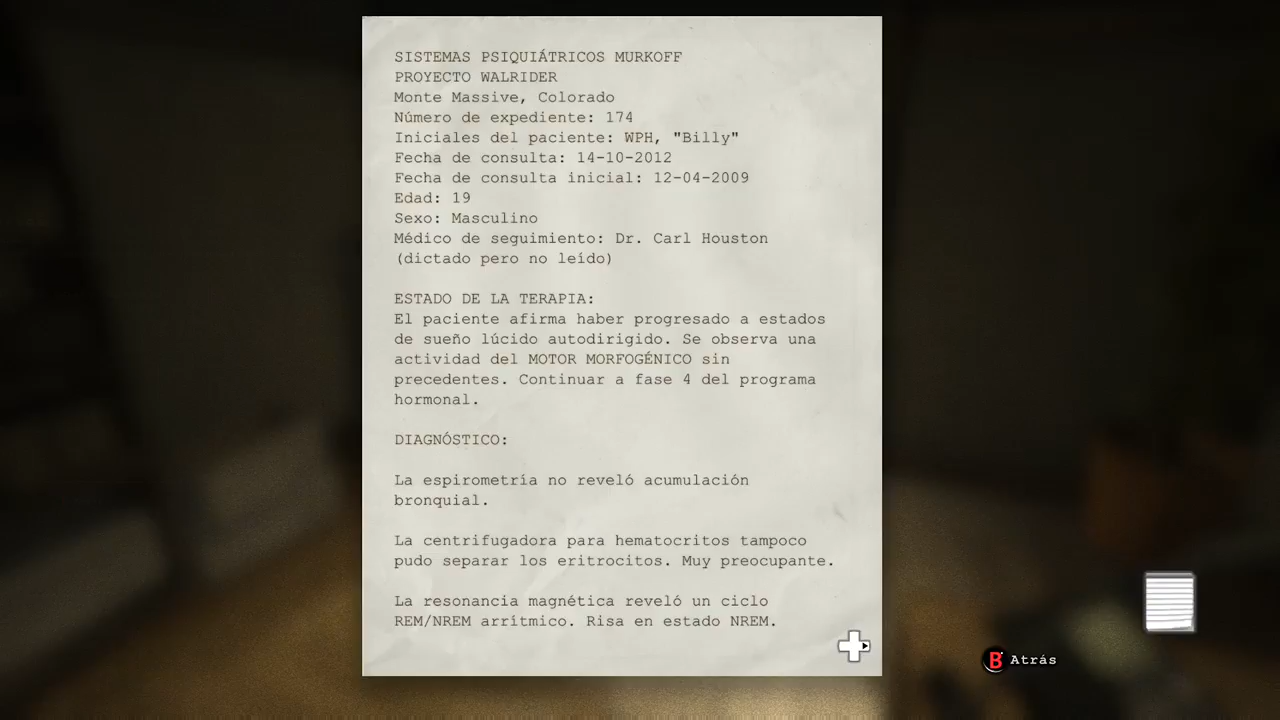 SISTEMAS PSIQUIÁTRICOS MURKOFF
PROYECTO WALRIDER
Monte Massive, Colorado
Número de expediente: 174
Iniciales del paciente: WPH, "Billy"
Fecha de consulta: 14-10-2012
Fecha de consulta inicial: 12-04-2009
Edad: 19
Sexo: Masculino
Médico de seguimiento: Dr. Carl Houston
(dictado pero no leído)
ESTADO DE LA TERAPIA:
El paciente afirma haber progresado a estados
de sueño lúcido autodirigido. Se observa una
actividad del MOTOR MORFOGÉNICO sin
precedentes. Continuar a fase 4 del programa
hormonal.
DIAGNÓSTICO:
La espirometría no reveló acumulación
bronquial.
La centrifugadora para hematocritos tampoco
pudo separar los eritrocitos. Muy preocupante.
La resonancia magnética reveló un ciclo
REM/NREM arrítmico. Risa en estado NREM.
B Atrás